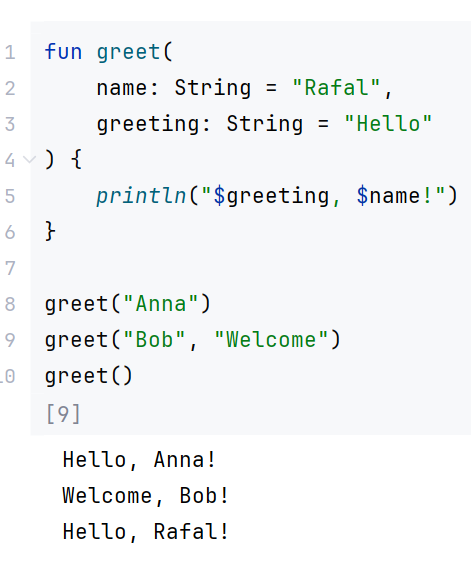 1 fun greet(
2     name: String = "Rafal",
3     greeting: String = "Hello"
4 ) {
5     println("$greeting, $name!")
6 }
7
8 greet("Anna")
9 greet("Bob", "Welcome")
10 greet()
[9]
Hello, Anna!
Welcome, Bob!
Hello, Rafal!